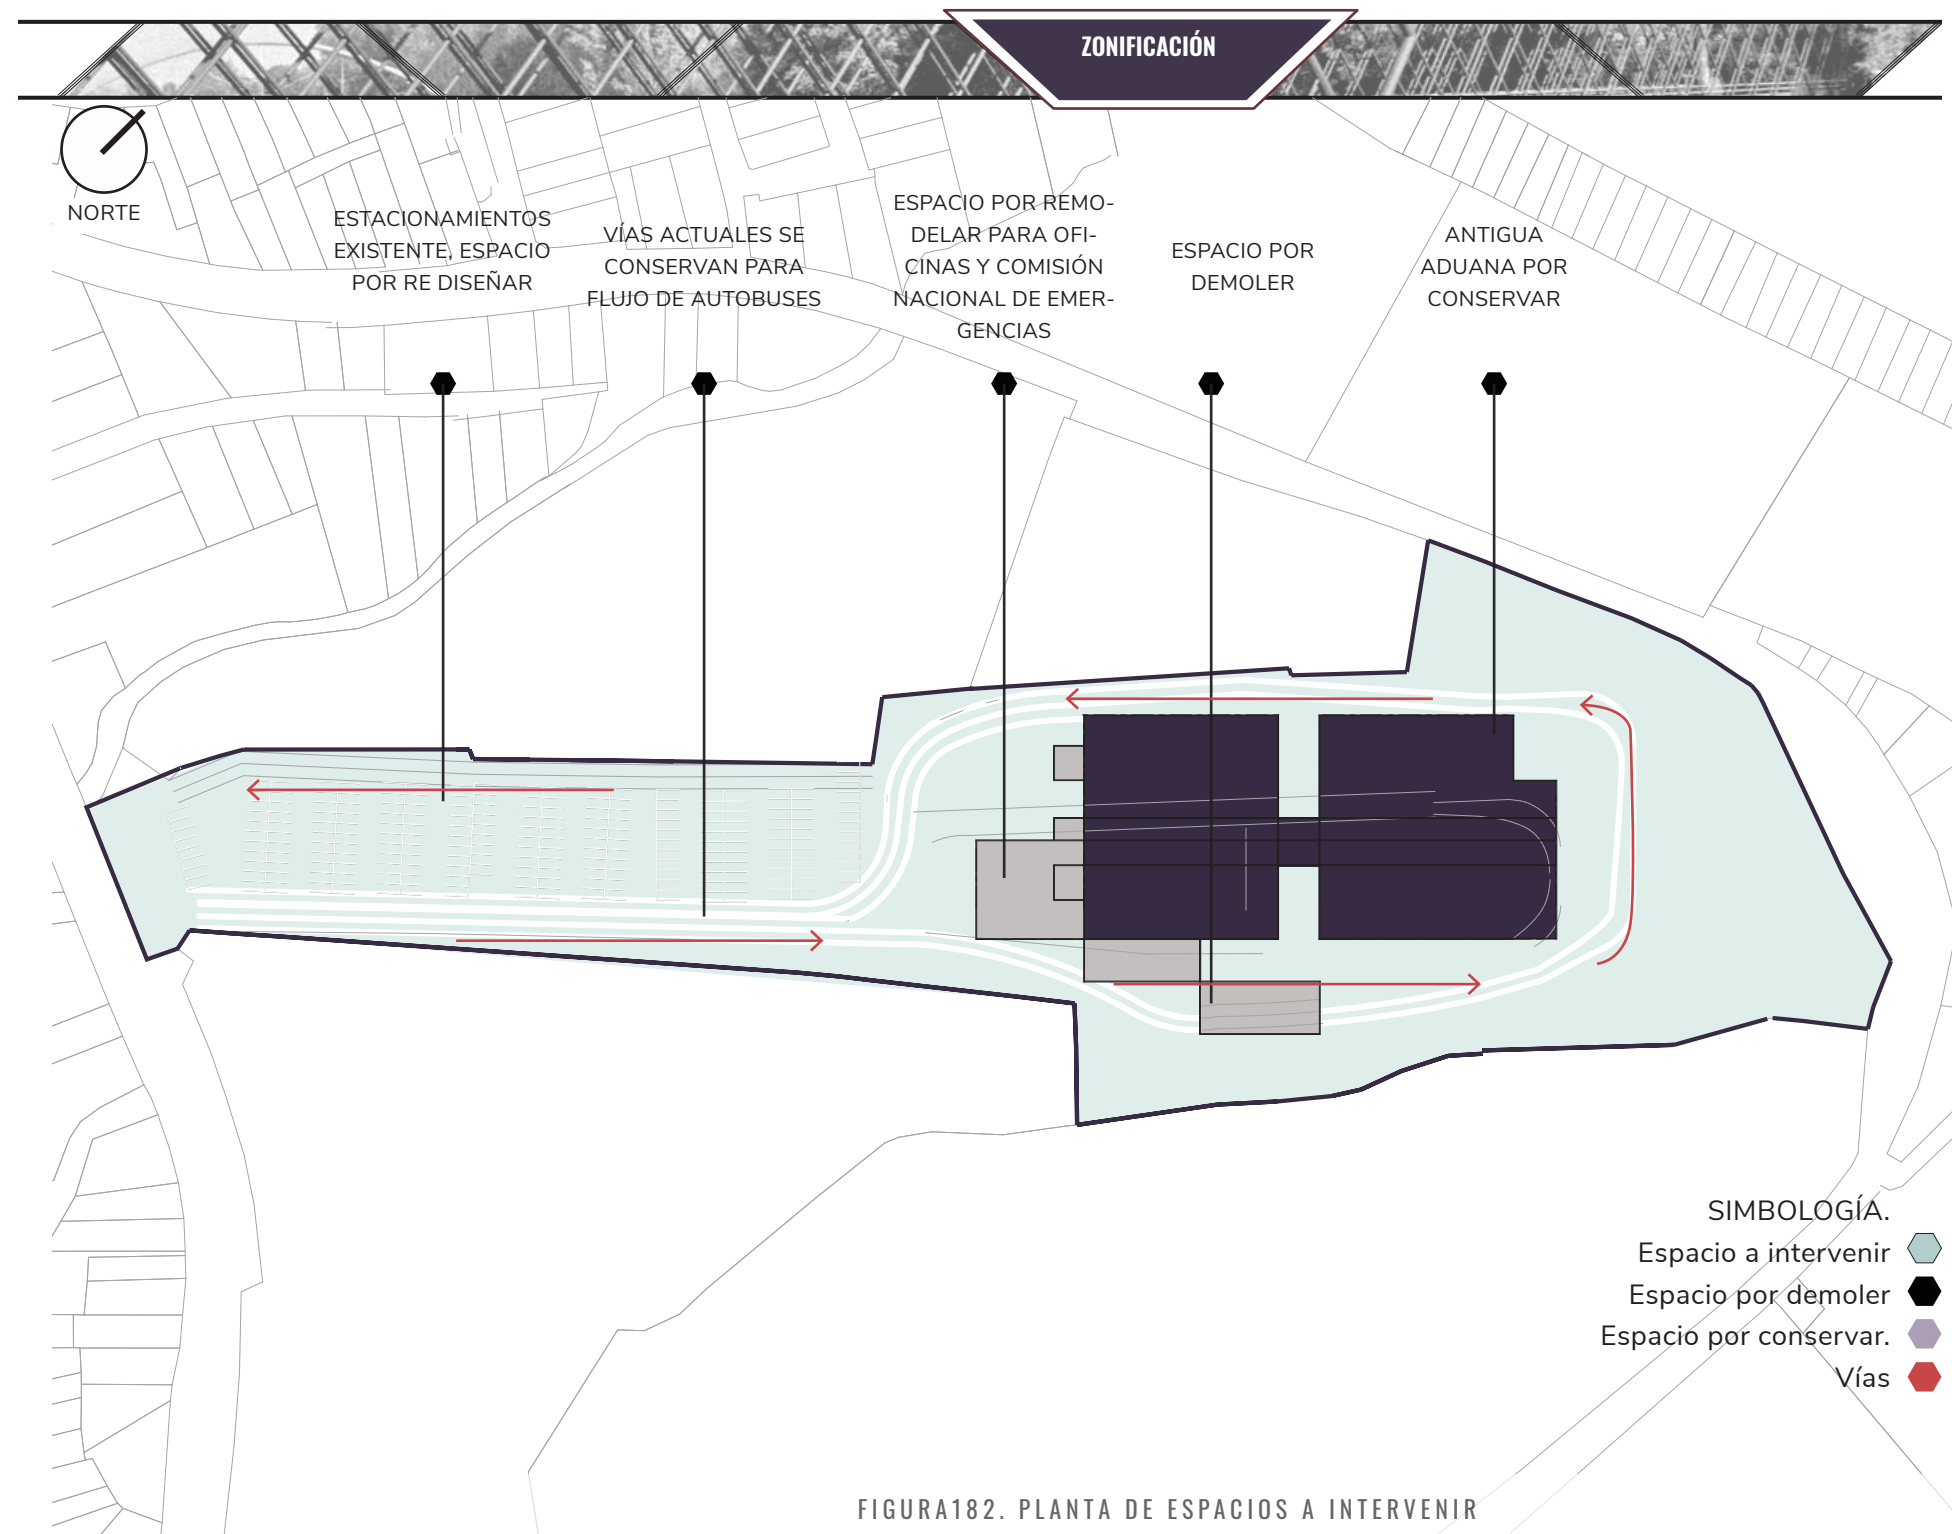 ZONIFICACIÓN
NORTE
ESTACIONAMIENTOS
EXISTENTE, ESPACIO
POR RE DISEÑAR
VÍAS ACTUALES SE
CONSERVAN PARA
FLUJO DE AUTOBUSES
ESPACIO POR REMO-
DELAR PARA OFI-
CINAS Y COMISIÓN
NACIONAL DE EMER-
GENCIAS
ESPACIO POR
DEMOLER
ANTIGUA
ADUANA POR
CONSERVAR
SIMBOLOGÍA.
Espacio a intervenir
Espacio por demoler
Espacio por conservar.
Vías
FIGURA182. PLANTA DE ESPACIOS A INTERVENIR